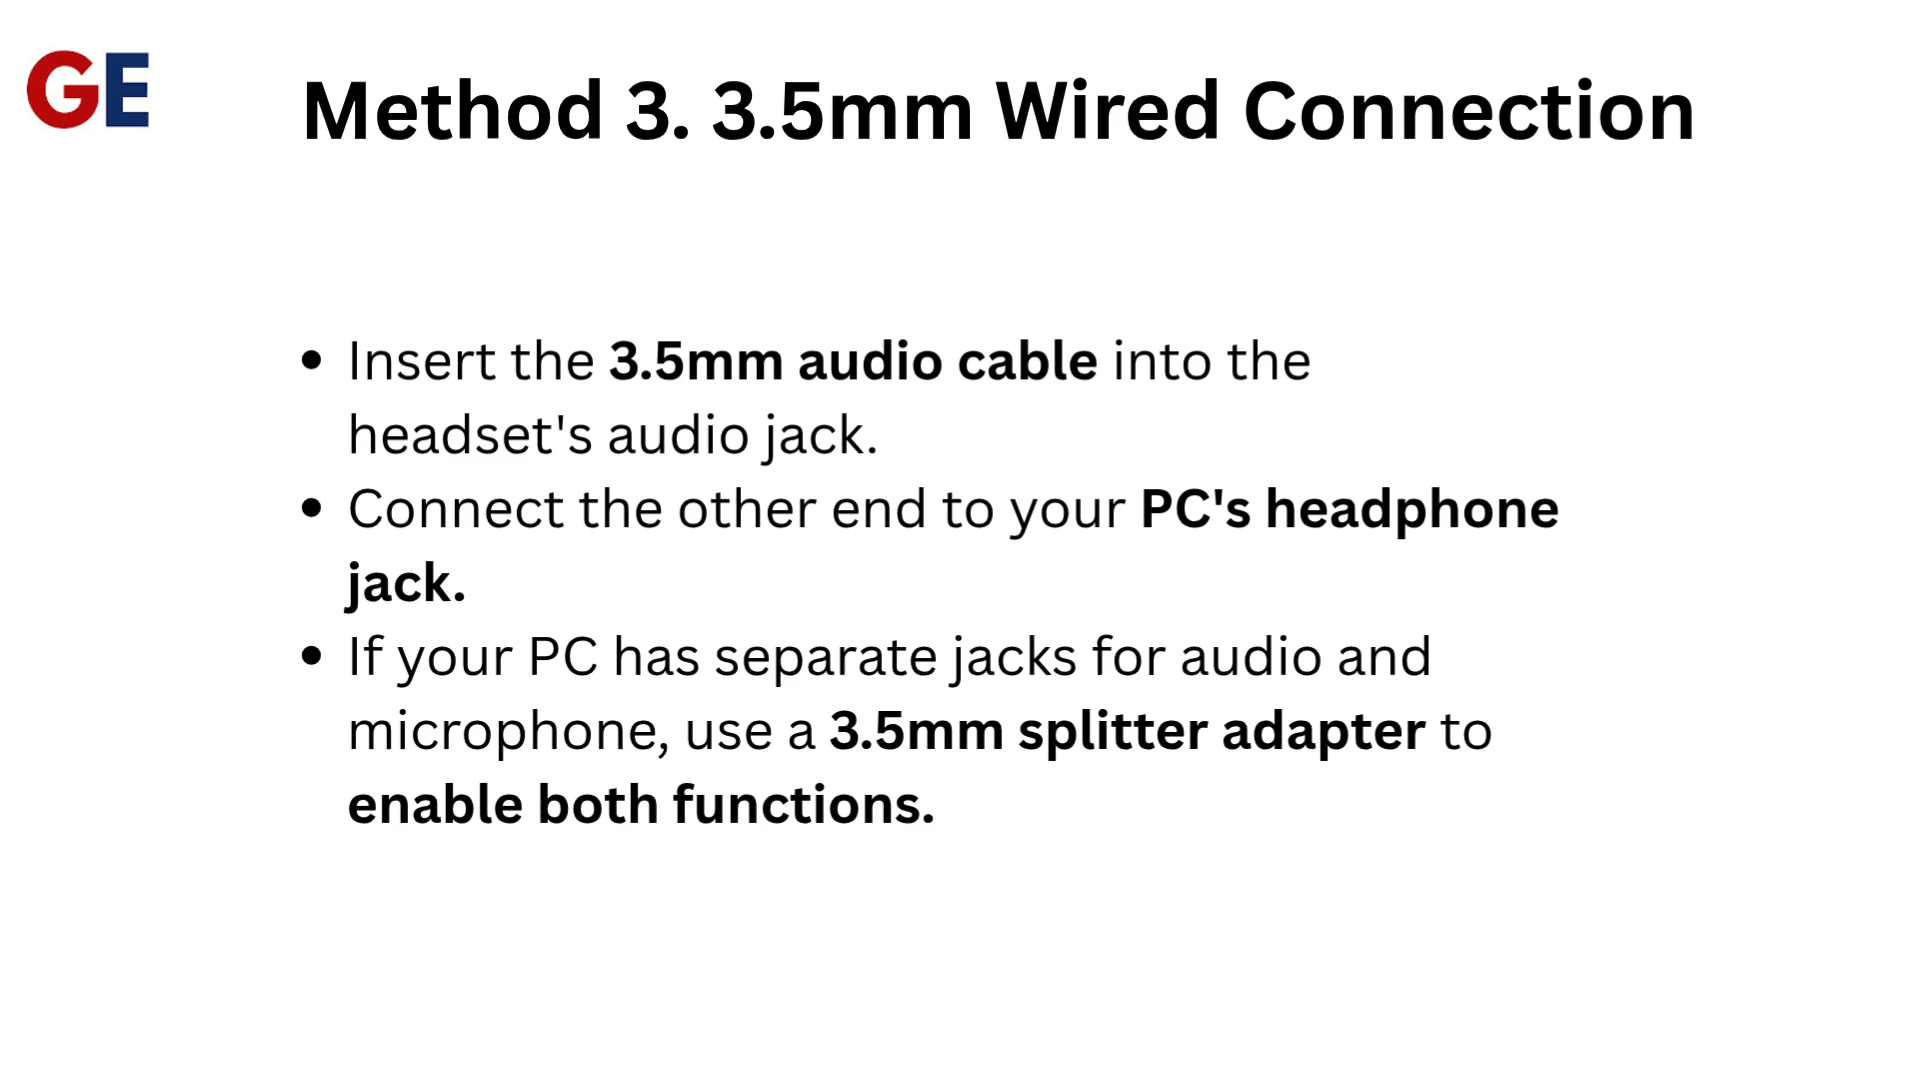 GE
Method 3. 3.5mm Wired Connection
• Insert the 3.5mm audio cable into the
headset's audio jack.
• Connect the other end to your PC's headphone
jack.
• If your PC has separate jacks for audio and
microphone, use a 3.5mm splitter adapter to
enable both functions.